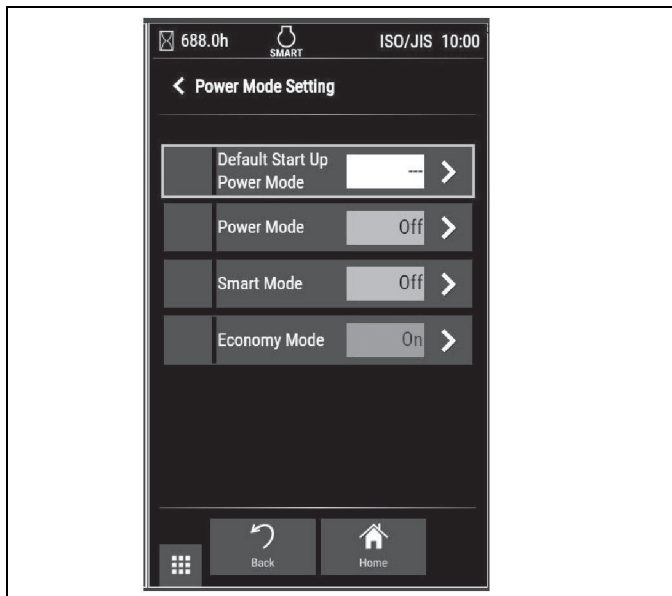 688.0h SMART ISO/JIS 10:00
Power Mode Setting
Default Start Up
Power Mode ---
Power Mode Off
Smart Mode Off
Economy Mode On
Back Home